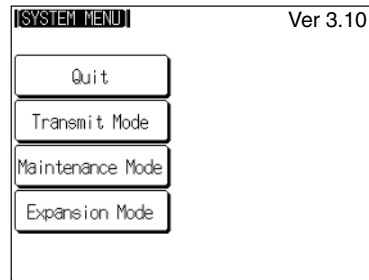 [SYSTEM MENU]
Ver 3.10
Quit
Transmit Mode
Maintenance Mode
Expansion Mode